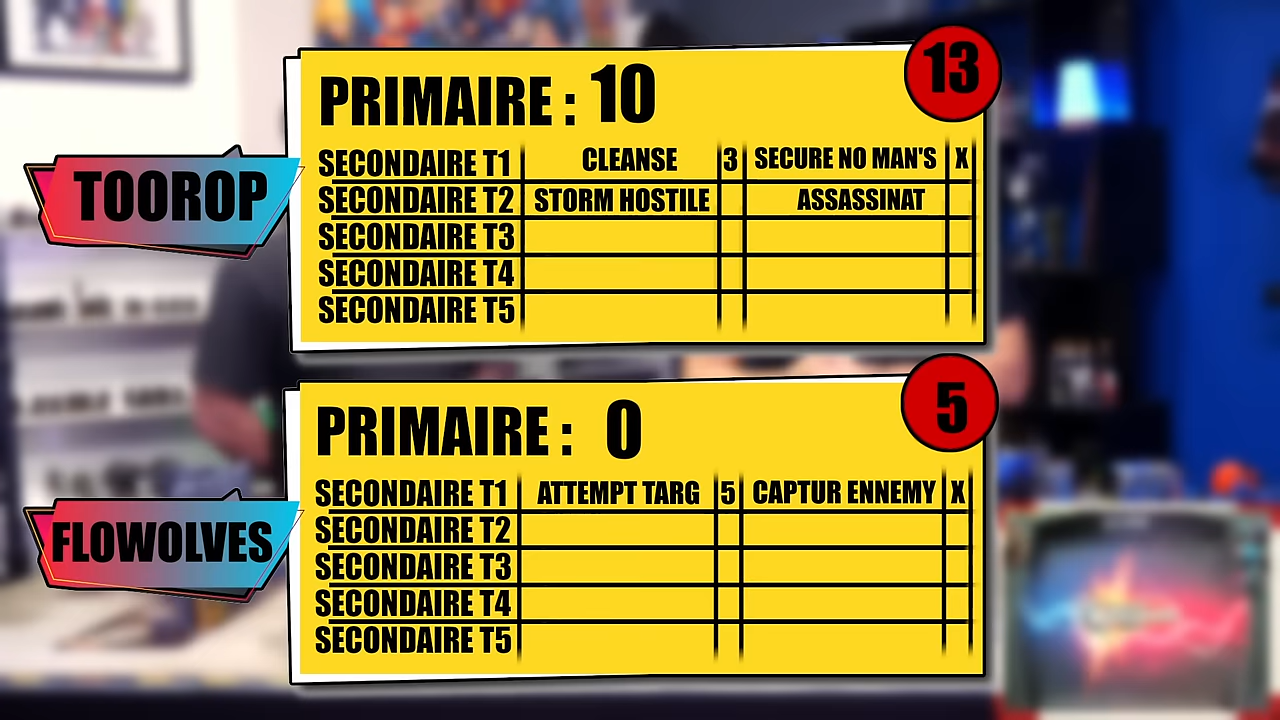 13
PRIMAIRE : 10
SECONDAIRE T1 CLEANSE 3 SECURE NO MAN'S X
TOOROP
SECONDAIRE T2 STORM HOSTILE ASSASSINAT
SECONDAIRE T3
SECONDAIRE T4
SECONDAIRE T5
5
PRIMAIRE : 0
SECONDAIRE T1 ATTEMPT TARG 5 CAPTUR ENNEMY X
SECONDAIRE T2
FLOWOLVES
SECONDAIRE T3
SECONDAIRE T4
SECONDAIRE T5